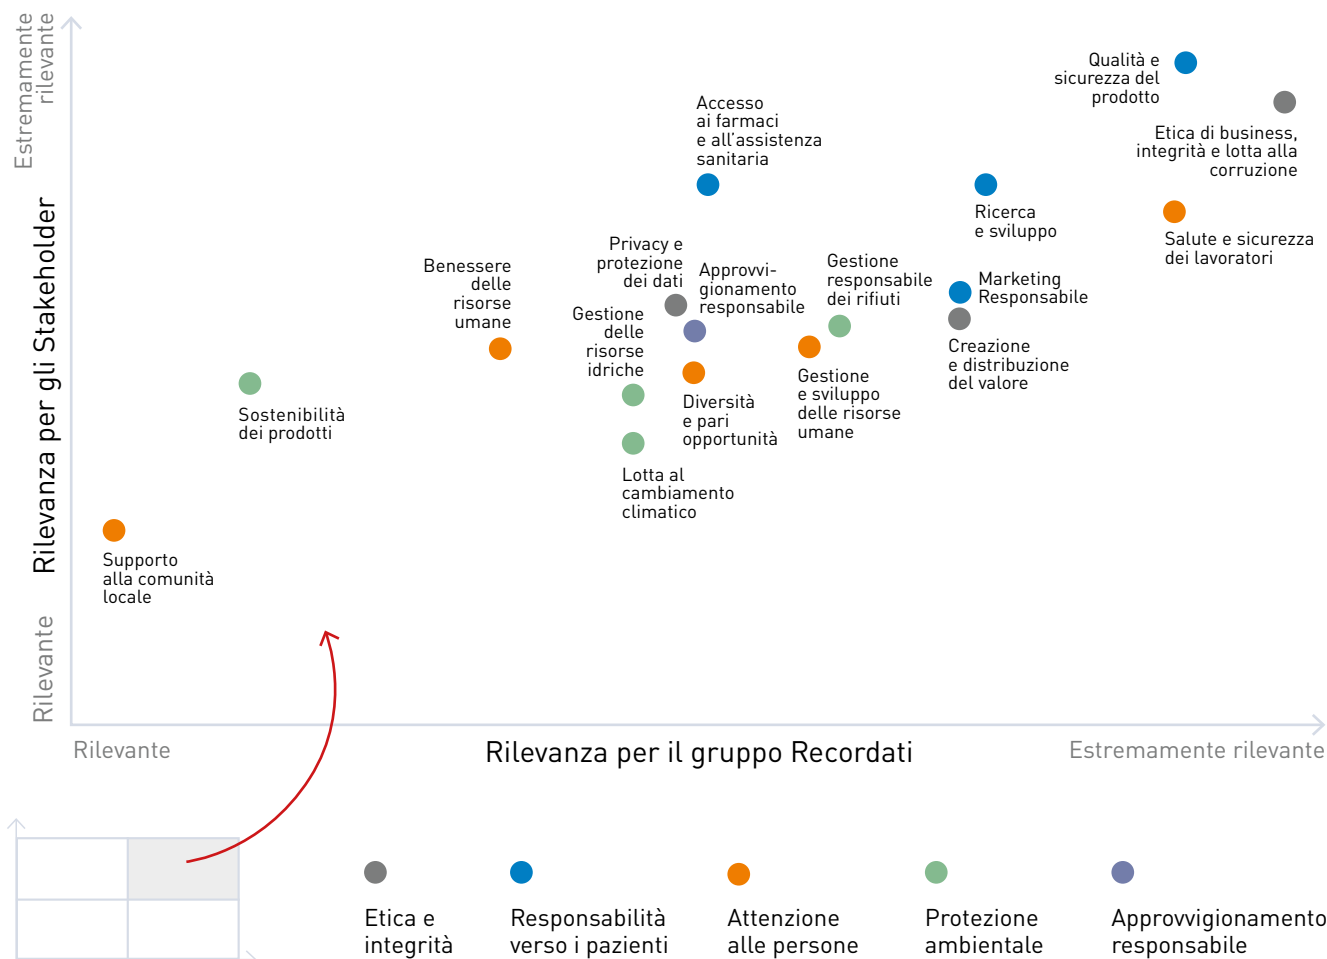 Estremamente
rilevante
Rilevanza per gli Stakeholder
Rilevante
Qualità e
sicurezza del
prodotto
Etica di business,
integrità e lotta alla
corruzione
Accesso
ai farmaci
e all'assistenza
sanitaria
Ricerca
e sviluppo
Salute e sicurezza
dei lavoratori
Privacy e
protezione
dei dati
Approvvi-
gionamento
responsabile
Gestione
responsabile
dei rifiuti
Marketing
Responsabile
Benessere
delle
risorse
umane
Gestione
delle
risorse
idriche
Creazione
e distribuzione
del valore
Gestione
e sviluppo
delle risorse
umane
Diversità
e pari
opportunità
Sostenibilità
dei prodotti
Lotta al
cambiamento
climatico
Supporto
alla comunità
locale
Rilevante
Rilevanza per il gruppo Recordati
Estremamente rilevante
Etica e
integrità
Responsabilità
verso i pazienti
Attenzione
alle persone
Protezione
ambientale
Approvvigionamento
responsabile